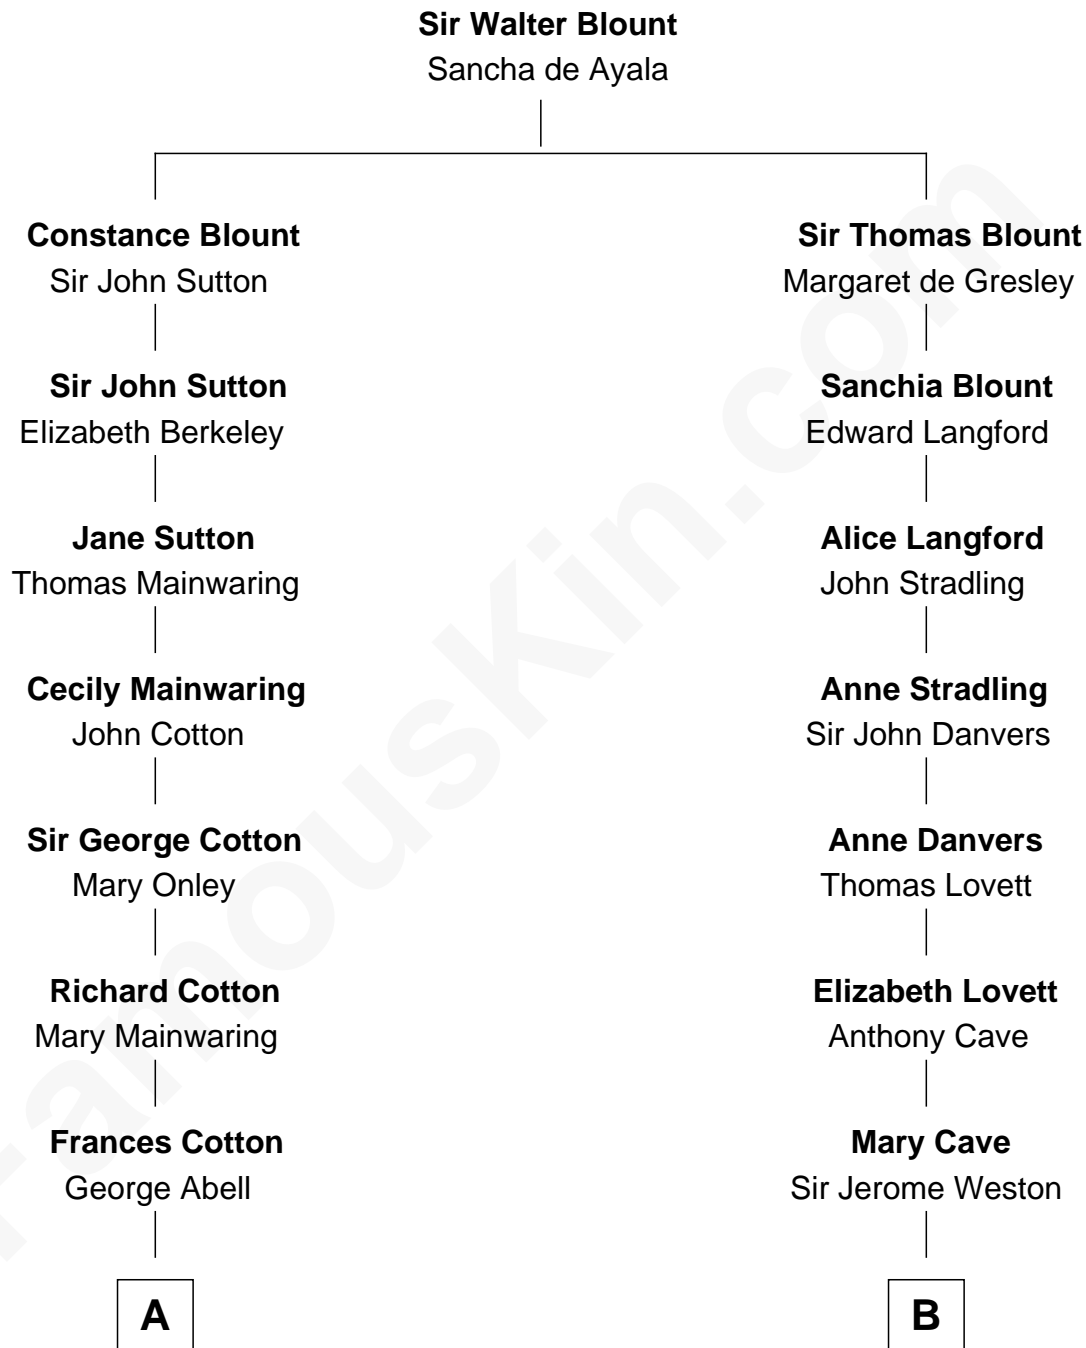 Sir Walter Blount
Sancha de Ayala
Constance Blount
Sir John Sutton
Sir Thomas Blount
Margaret de Gresley
Sir John Sutton
Elizabeth Berkeley
Sanchia Blount
Edward Langford
Jane Sutton
Thomas Mainwaring
Alice Langford
John Stradling
Cecily Mainwaring
John Cotton
Anne Stradling
Sir John Danvers
Sir George Cotton
Mary Onley
Anne Danvers
Thomas Lovett
Richard Cotton
Mary Mainwaring
Elizabeth Lovett
Anthony Cave
Frances Cotton
George Abell
Mary Cave
Sir Jerome Weston
A
B
FamousKin.com